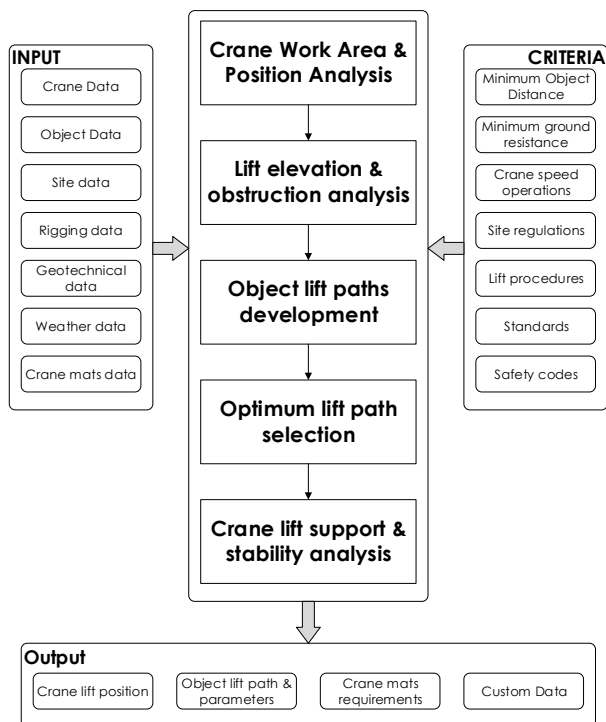 INPUT
Crane Data
Object Data
Site data
Rigging data
Geotechnical
data
Weather data
Crane mats data
Crane Work Area &
Position Analysis
Lift elevation &
obstruction analysis
Object lift paths
development
Optimum lift path
selection
Crane lift support &
stability analysis
CRITERIA
Minimum Object
Distance
Minimum ground
resistance
Crane speed
operations
Site regulations
Lift procedures
Standards
Safety codes
Output
Crane lift position
Object lift path &
parameters
Crane mats
requirements
Custom Data